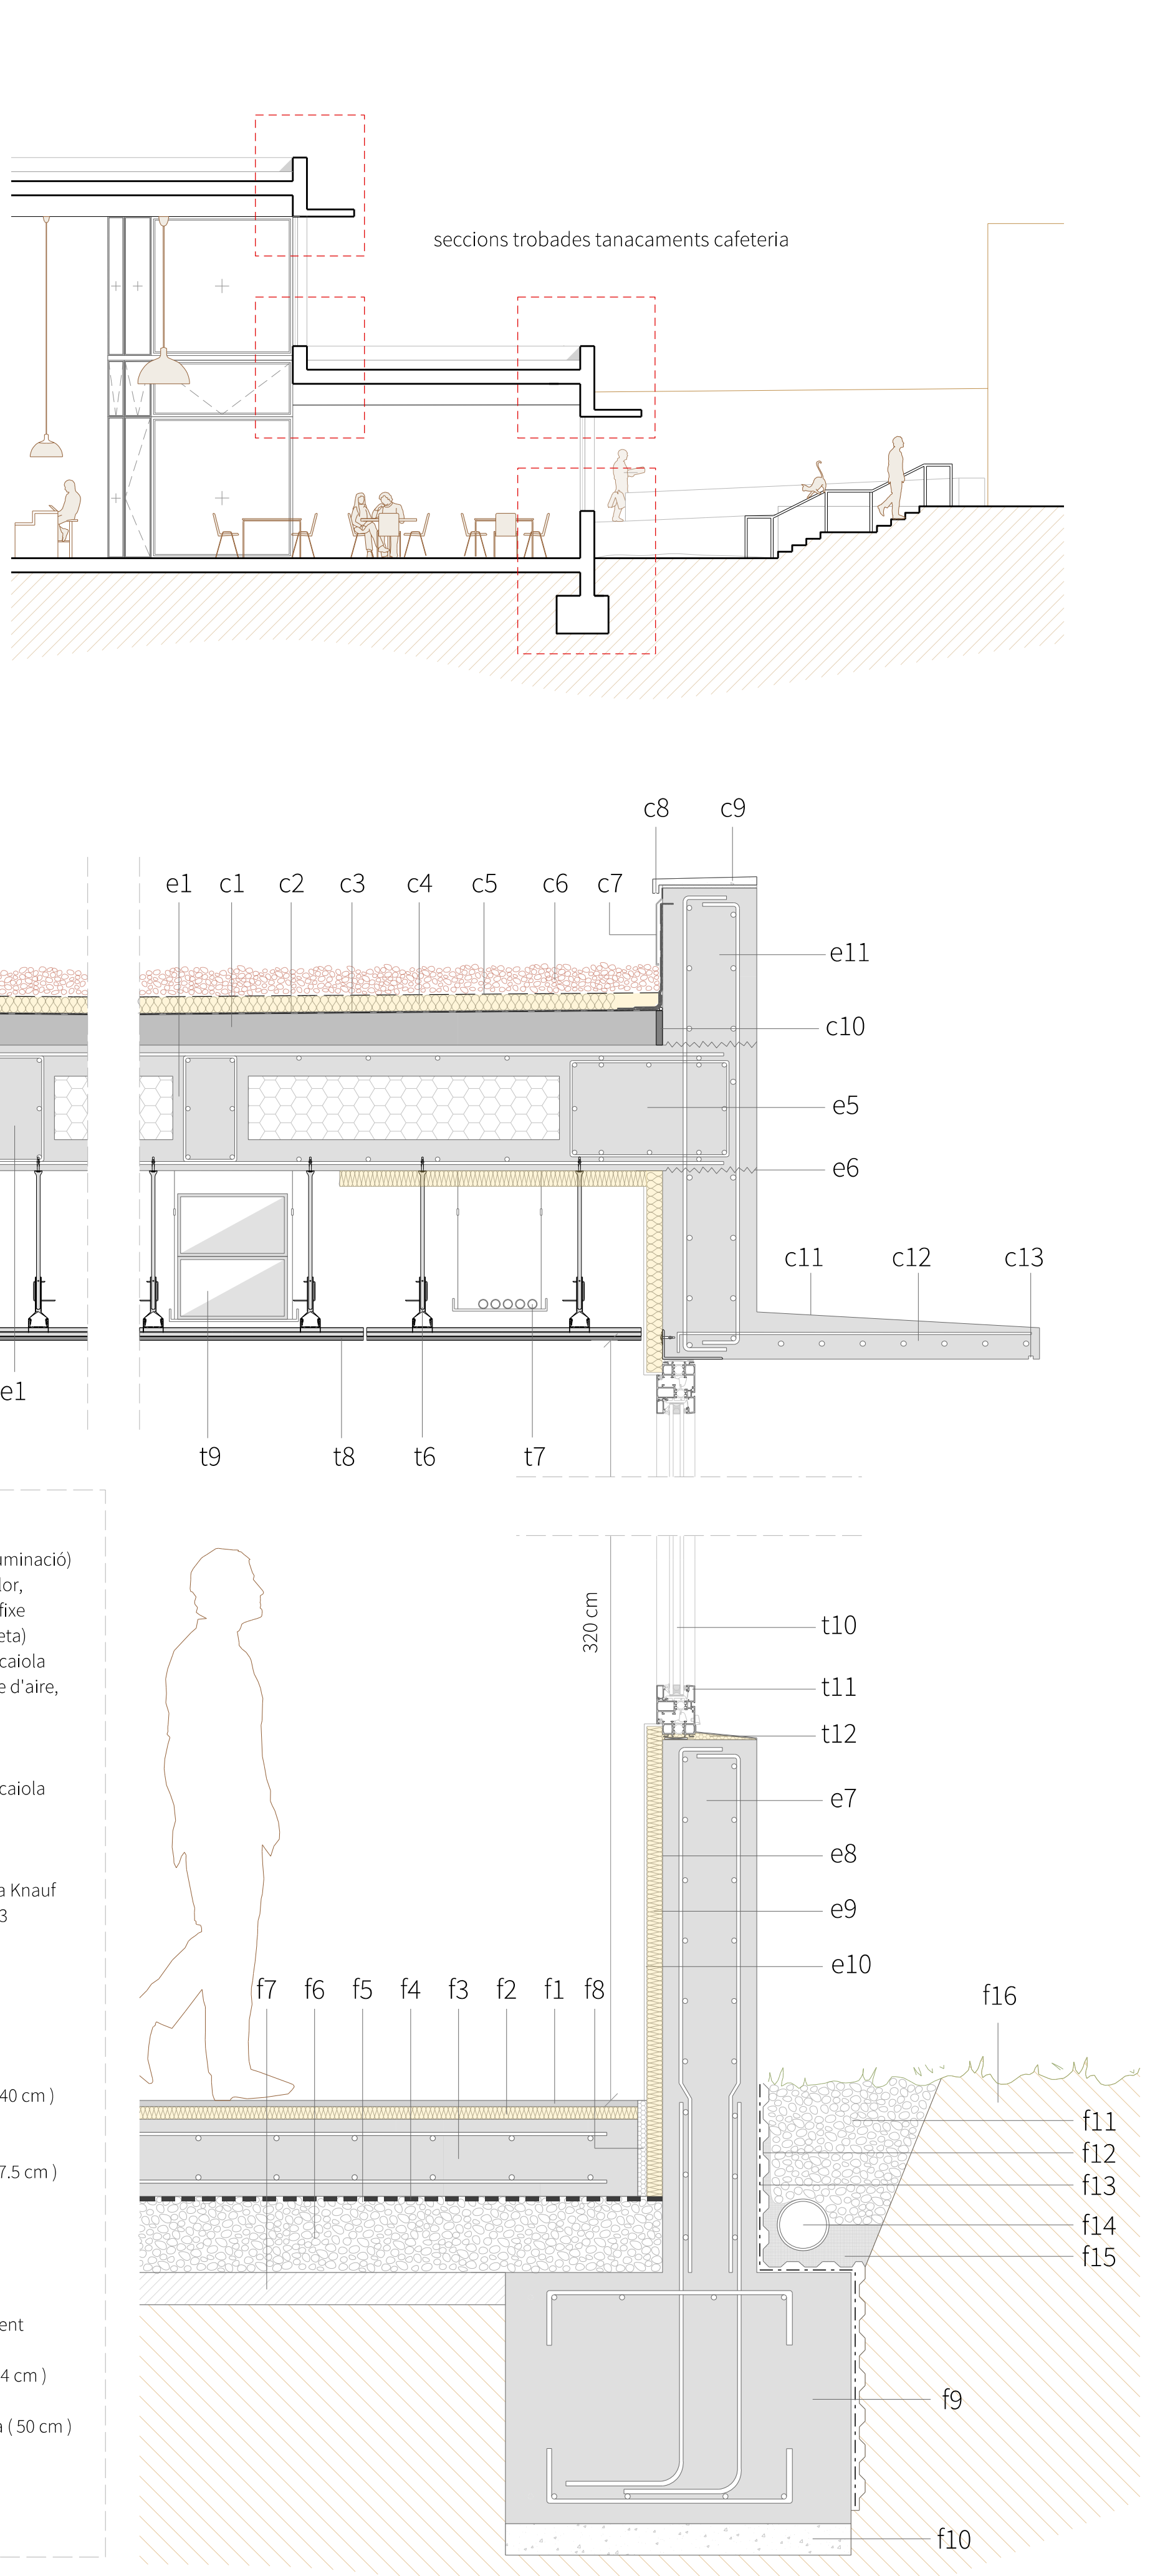 seccions trobades tanacaments cafeteria
c8 c9
e1 c1 c2 c3 c4 c5 c6 c7
e11
c10
e5
e6
c11 c12 c13
e1
t9 t8 t6 t7
uminació)
lor,
fixe
eta)
caiola
e d'aire,
caiola
a Knauf
3
40 cm )
7.5 cm )
ent
4 cm )
a ( 50 cm )
320 cm
t10
t11
t12
e7
e8
e9
e10
f7 f6 f5 f4 f3 f2 f1 f8
f16
f11
f12
f13
f14
f15
f9
f10